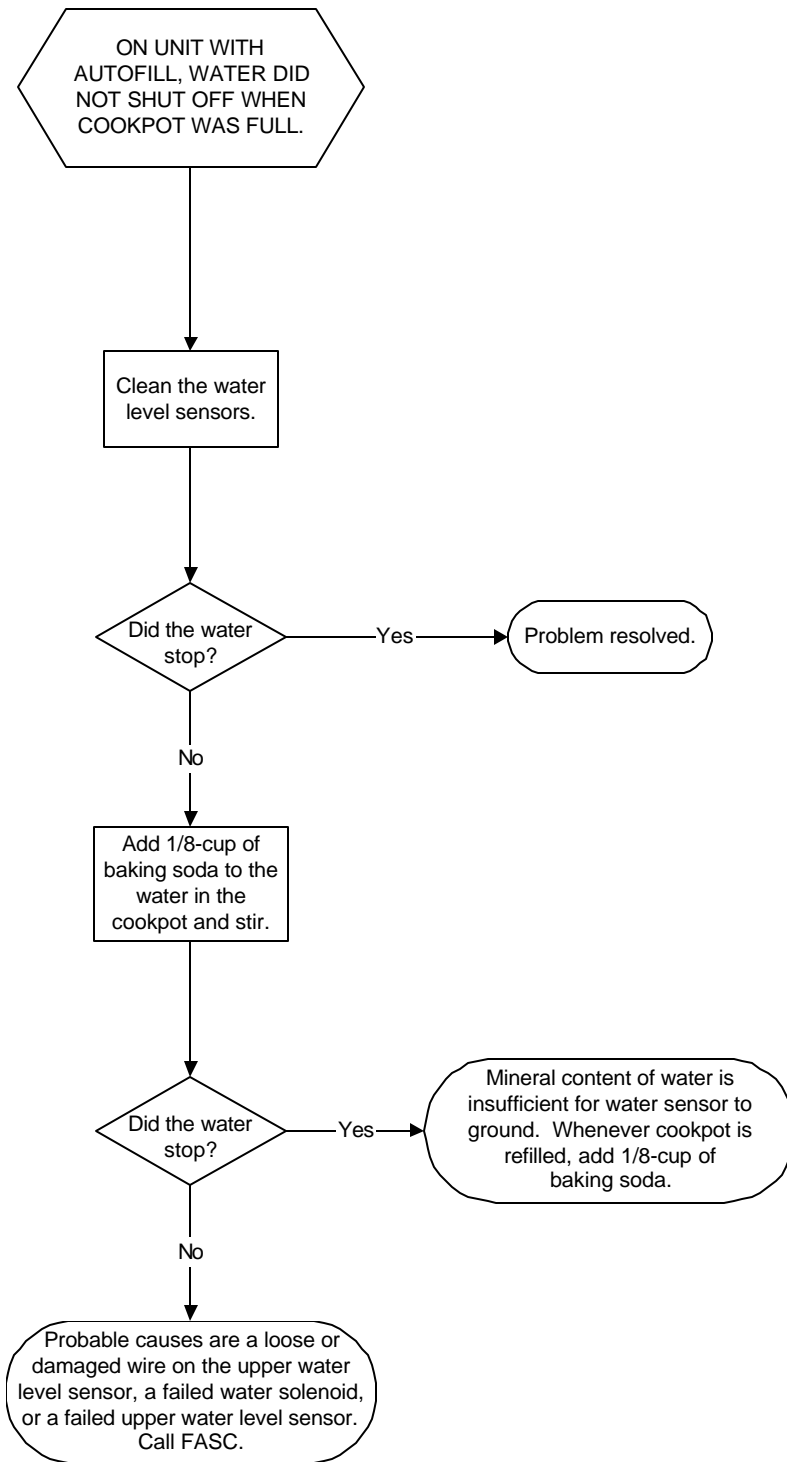 ON UNIT WITH
AUTOFILL, WATER DID
NOT SHUT OFF WHEN
COOKPOT WAS FULL.
Clean the water
level sensors.
Did the water
stop?
Yes
Problem resolved.
No
Add 1/8-cup of
baking soda to the
water in the
cookpot and stir.
Did the water
stop?
Yes
Mineral content of water is
insufficient for water sensor to
ground. Whenever cookpot is
refilled, add 1/8-cup of
baking soda.
No
Probable causes are a loose or
damaged wire on the upper water
level sensor, a failed water solenoid,
or a failed upper water level sensor.
Call FASC.